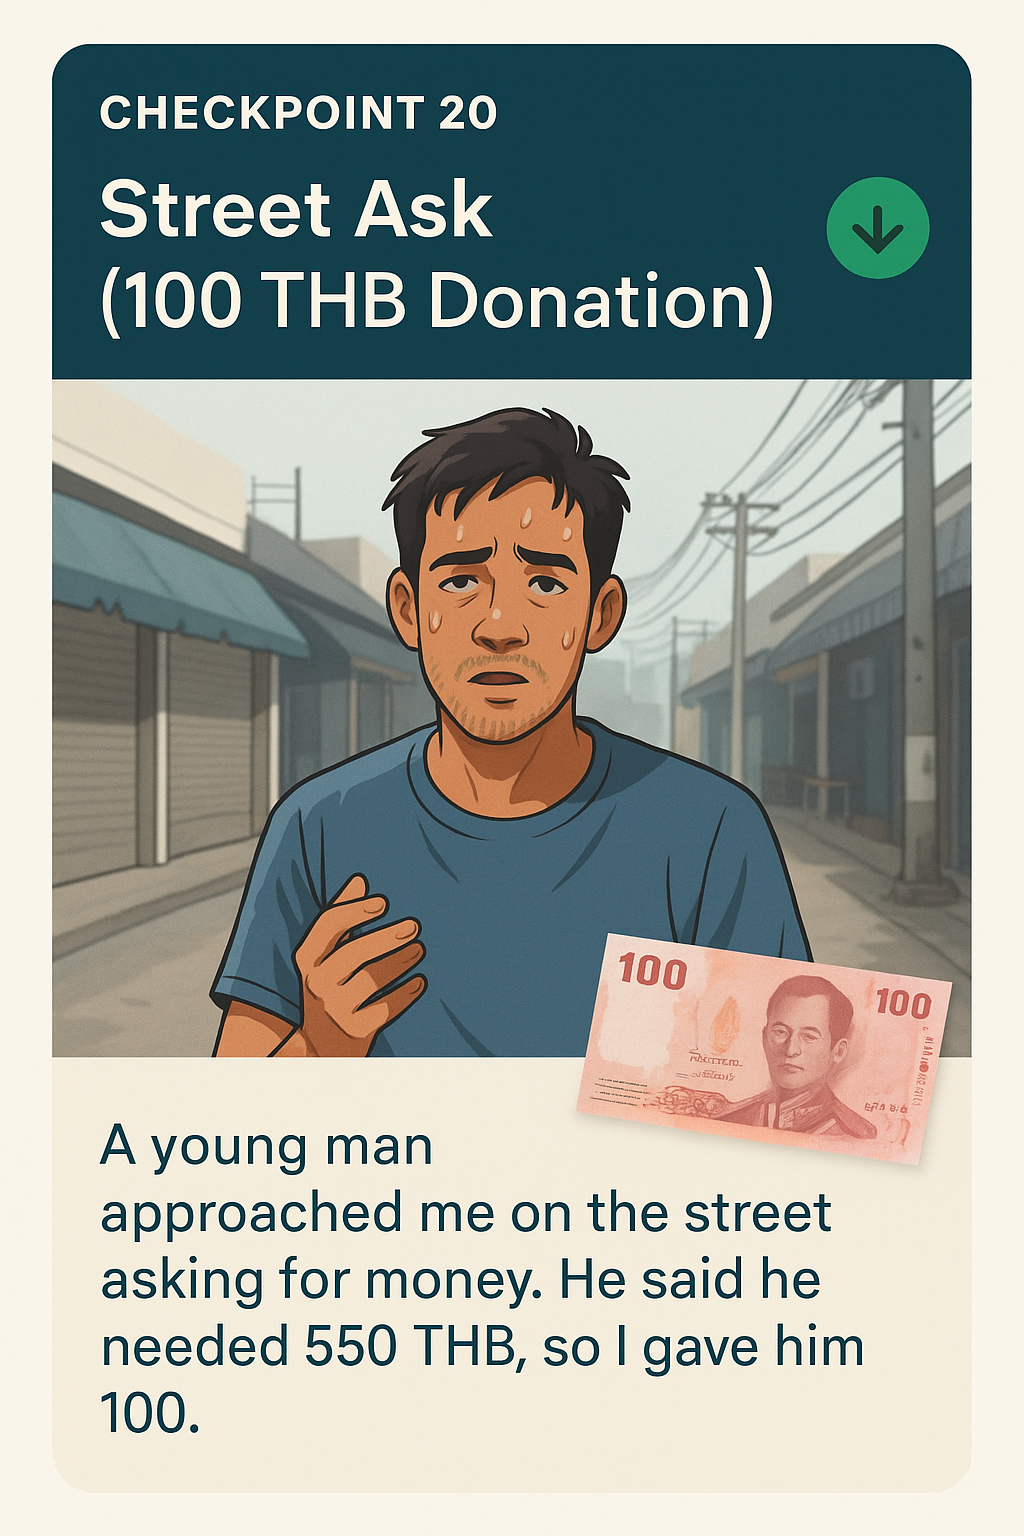 CHECKPOINT 20
Street Ask
(100 THB Donation)
100
100
A young man
approached me on the street
asking for money. He said he
needed 550 THB, so I gave him
100.